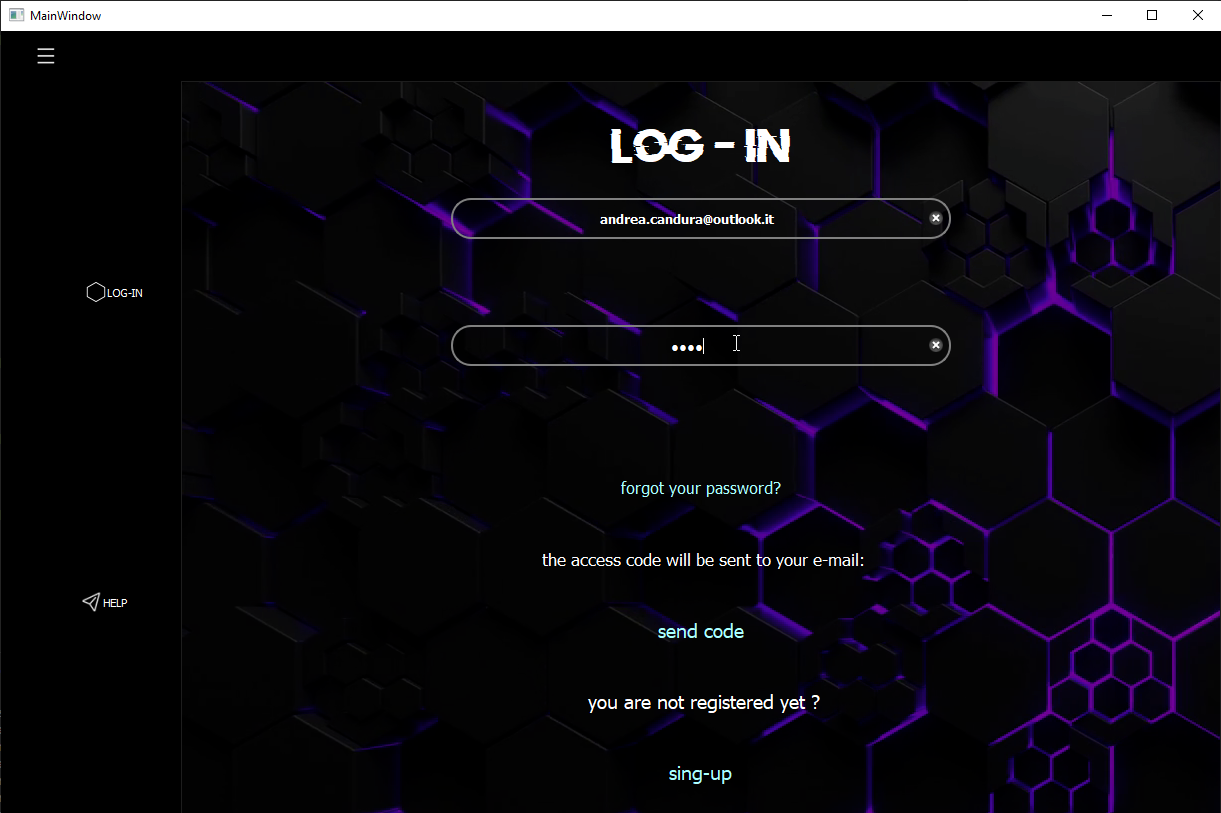 MainWindow
LOG - IN
andrea.candura@outlook.it
LOG-IN
••••
forgot your password?
the access code will be sent to your e-mail:
HELP
send code
you are not registered yet ?
sing-up